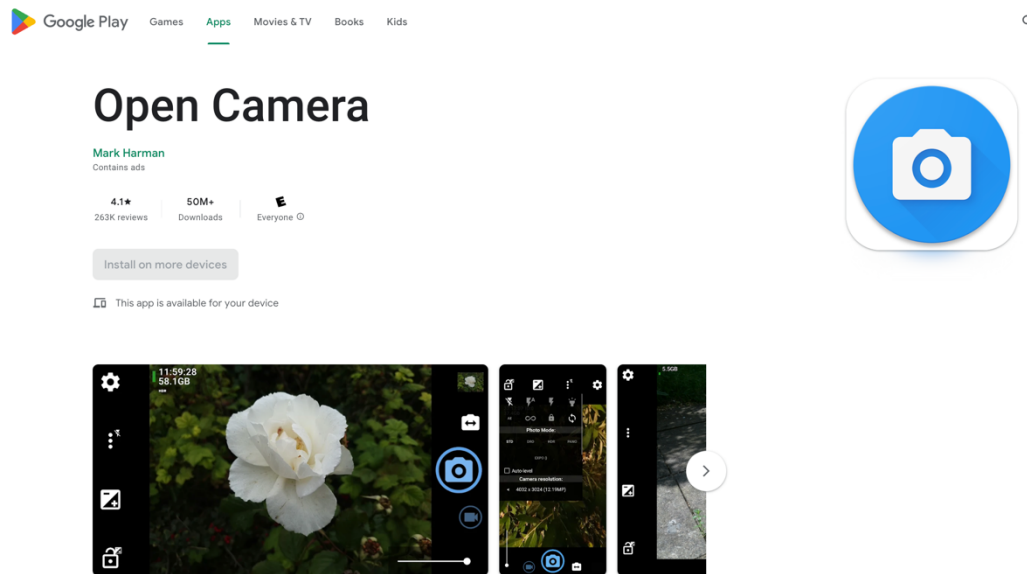 Google Play Games Apps Movies & TV Books Kids
Open Camera
Mark Harman
Contains ads
4.1★ 50M+
263K reviews Downloads Everyone
Install on more devices
This app is available for your device
11:59:28
58.1GB
5.5GB
Photo Mode:
Auto-level
Camera resolution:
4032 x 3024 (12.19MP)